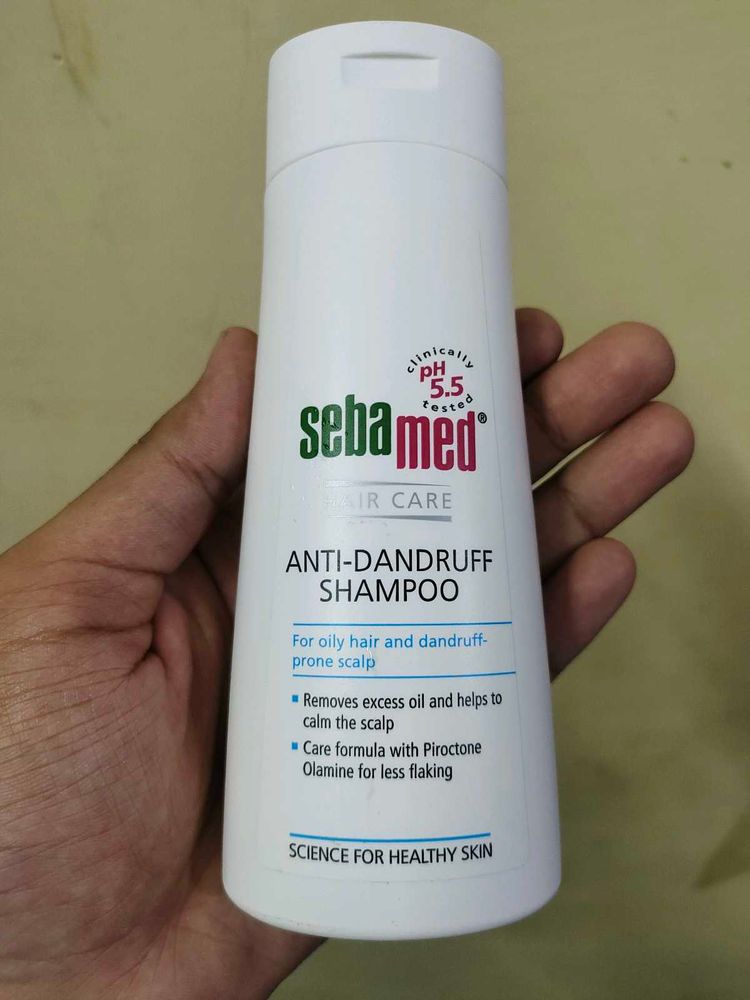 clinically
pH
5.5
tested
sebamed®
HAIR CARE
ANTI-DANDRUFF
SHAMPOO
For oily hair and dandruff-
prone scalp
▪ Removes excess oil and helps to
calm the scalp
▪ Care formula with Piroctone
Olamine for less flaking
SCIENCE FOR HEALTHY SKIN